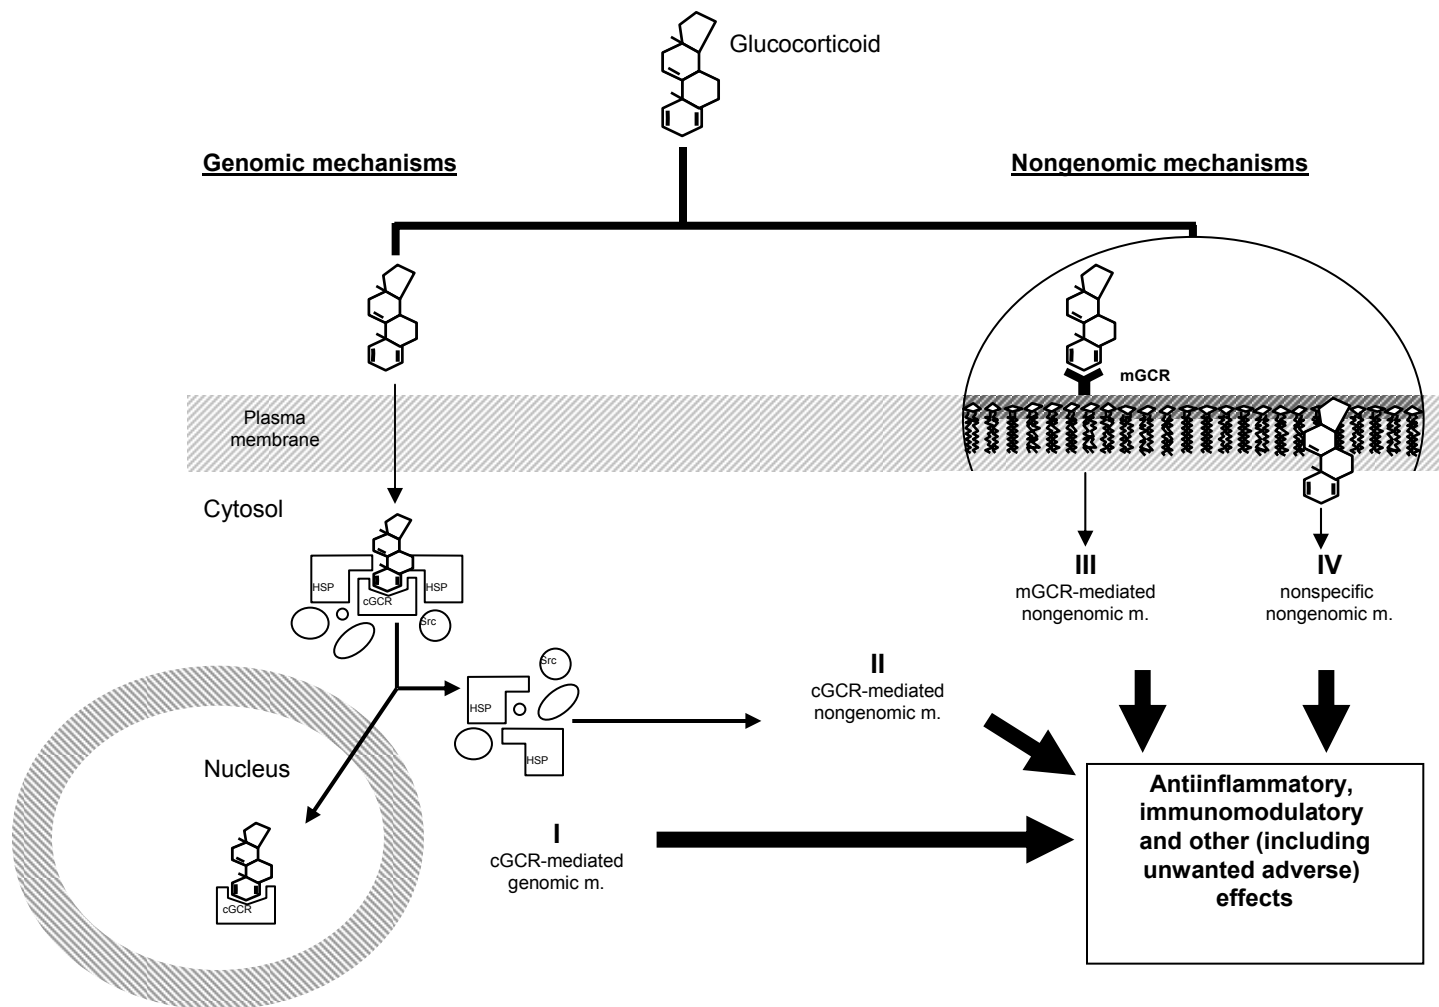 Glucocorticoid
Genomic mechanisms
Nongenomic mechanisms
mGCR
Plasma
membrane
Cytosol
HSP
HSP
cGCR
Src
III
mGCR-mediated
nongenomic m.
IV
nonspecific
nongenomic m.
Src
HSP
HSP
II
cGCR-mediated
nongenomic m.
Nucleus
cGCR
I
cGCR-mediated
genomic m.
Antiinflammatory,
immunomodulatory
and other (including
unwanted adverse)
effects